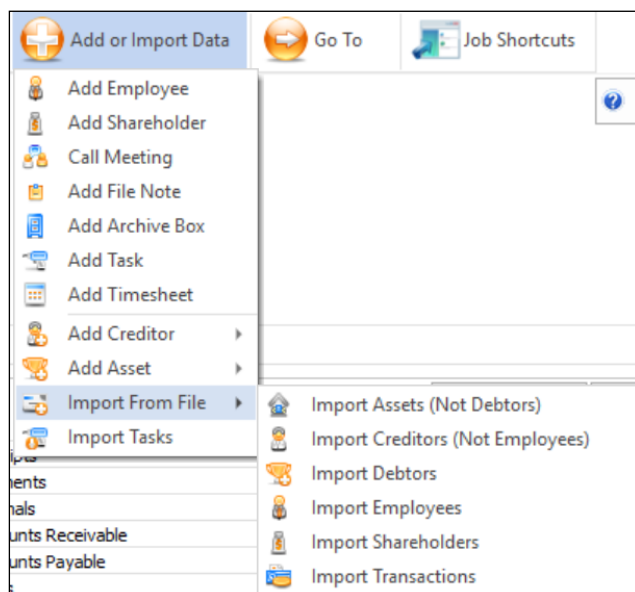 Add or Import Data
Go To
Job Shortcuts
Add Employee
Add Shareholder
Call Meeting
Add File Note
Add Archive Box
Add Task
Add Timesheet
Add Creditor
Add Asset
Import From File
Import Tasks
Import Assets (Not Debtors)
Import Creditors (Not Employees)
Import Debtors
Import Employees
Import Shareholders
Import Transactions
Receivable
Payable